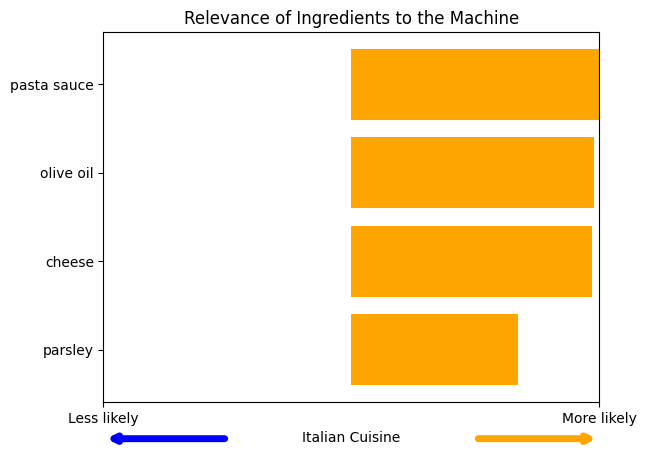 Relevance of Ingredients to the Machine
pasta sauce
olive oil
cheese
parsley
Less likely
More likely
Italian Cuisine